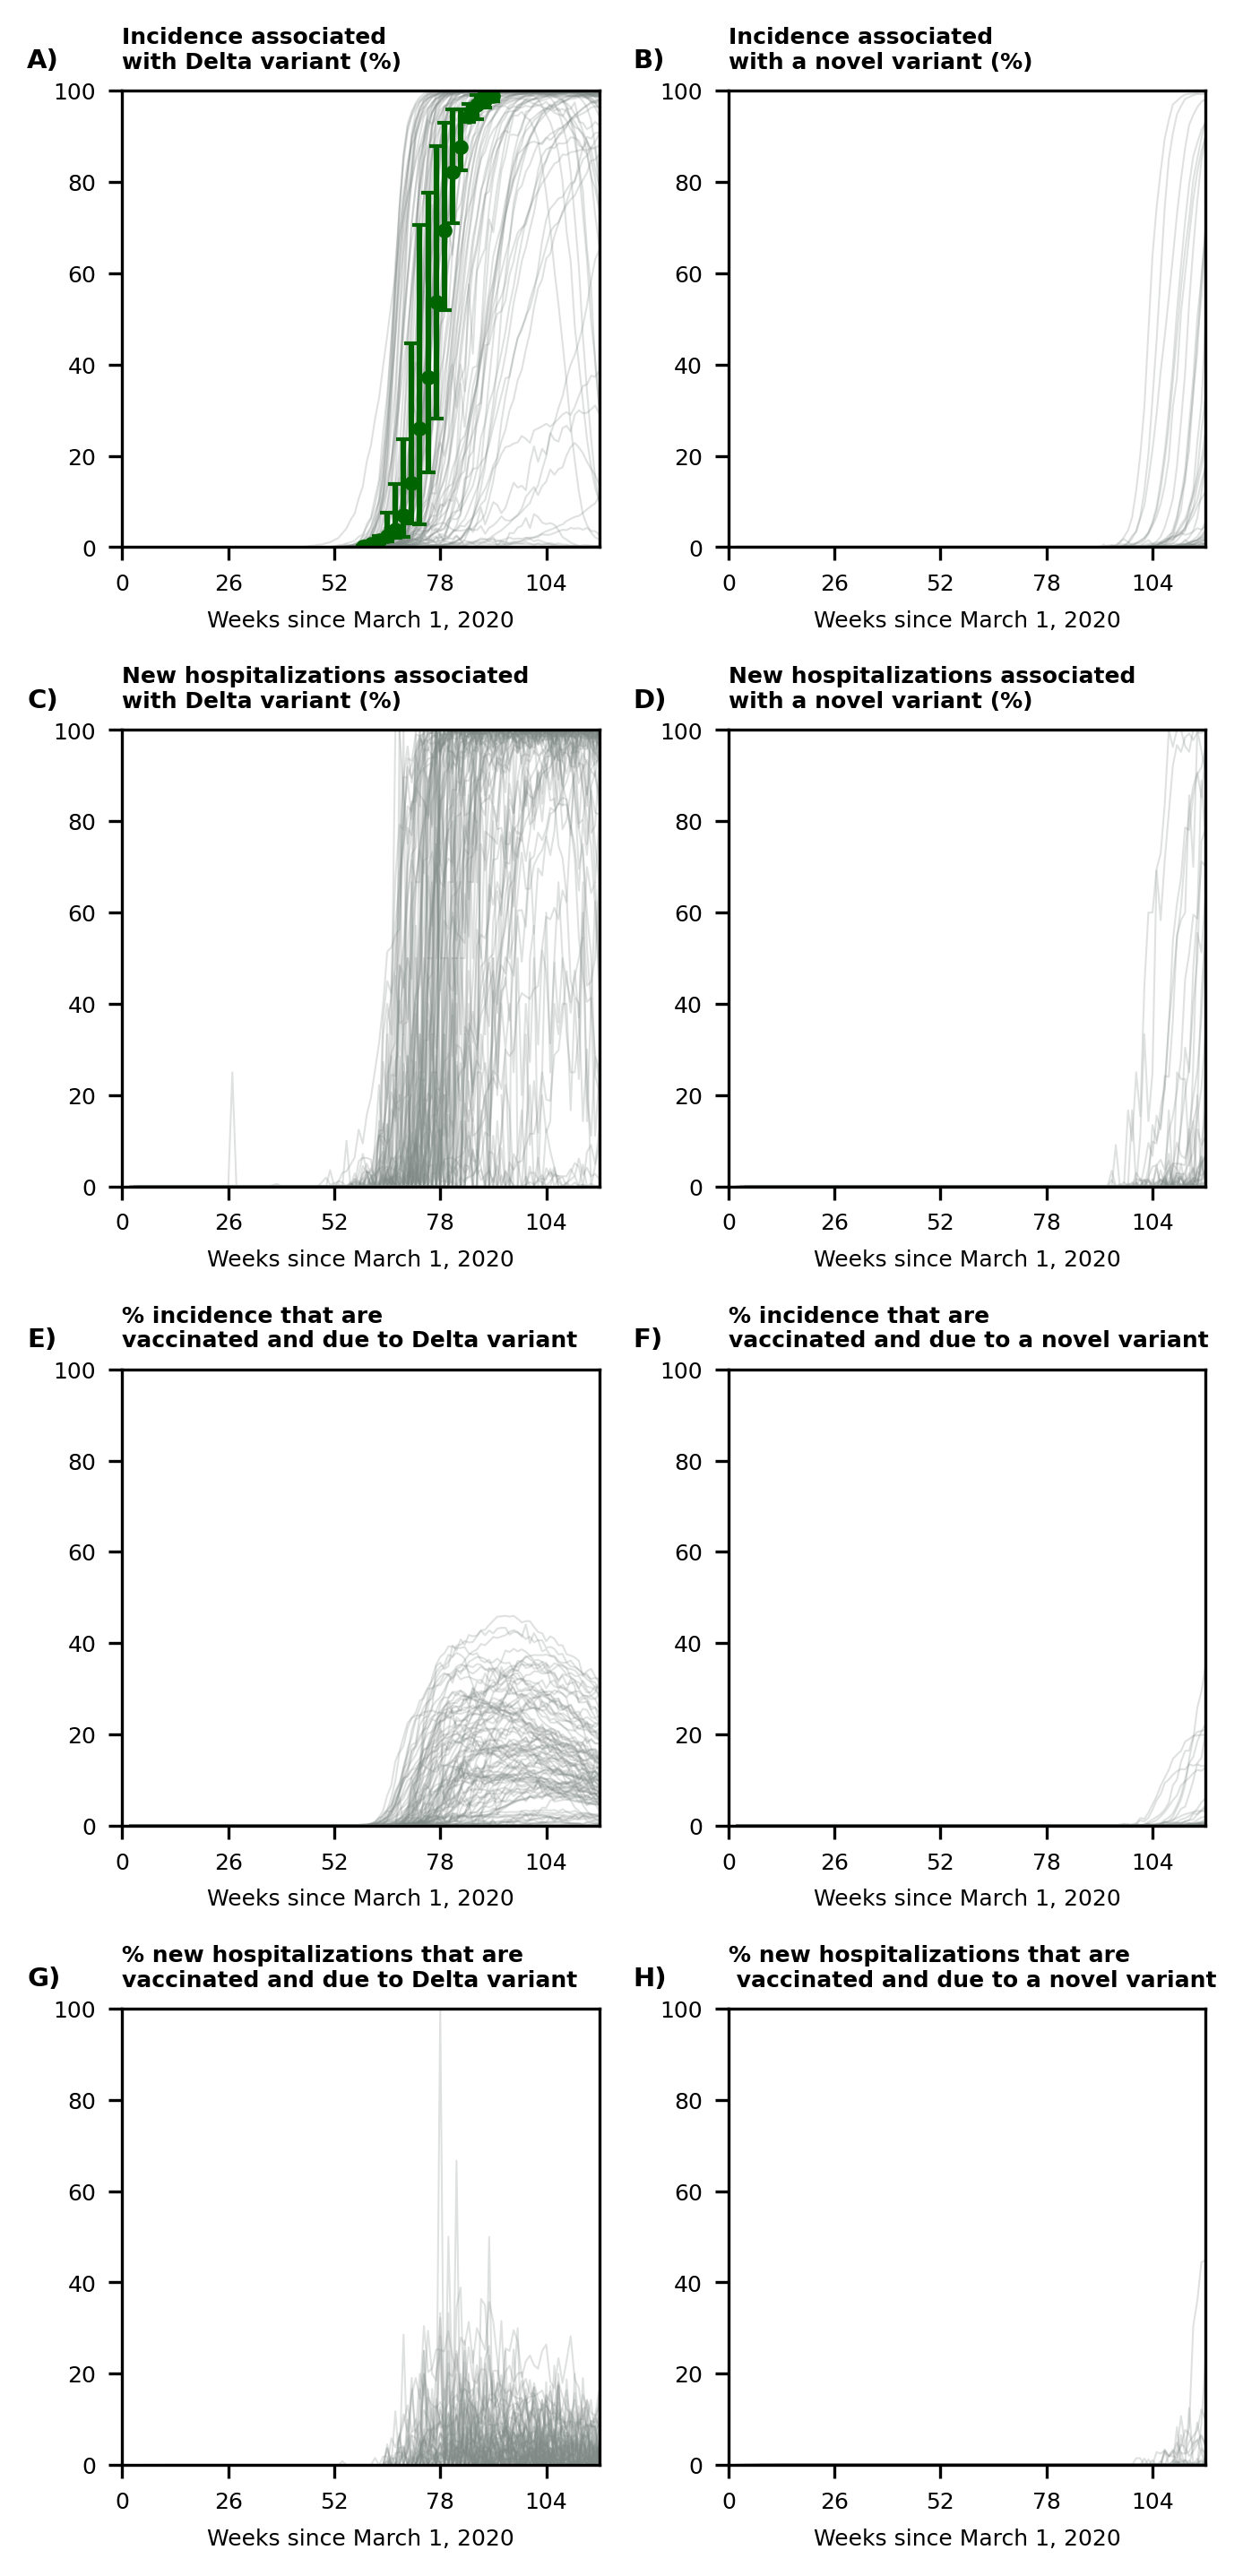 A)
Incidence associated
with Delta variant (%)
100
80
60
40
20
0
0 26 52 78 104
Weeks since March 1, 2020
B)
Incidence associated
with a novel variant (%)
100
80
60
40
20
0
0 26 52 78 104
Weeks since March 1, 2020
C)
New hospitalizations associated
with Delta variant (%)
100
80
60
40
20
0
0 26 52 78 104
Weeks since March 1, 2020
D)
New hospitalizations associated
with a novel variant (%)
100
80
60
40
20
0
0 26 52 78 104
Weeks since March 1, 2020
E)
% incidence that are
vaccinated and due to Delta variant
100
80
60
40
20
0
0 26 52 78 104
Weeks since March 1, 2020
F)
% incidence that are
vaccinated and due to a novel variant
100
80
60
40
20
0
0 26 52 78 104
Weeks since March 1, 2020
G)
% new hospitalizations that are
vaccinated and due to Delta variant
100
80
60
40
20
0
0 26 52 78 104
Weeks since March 1, 2020
H)
% new hospitalizations that are
vaccinated and due to a novel variant
100
80
60
40
20
0
0 26 52 78 104
Weeks since March 1, 2020